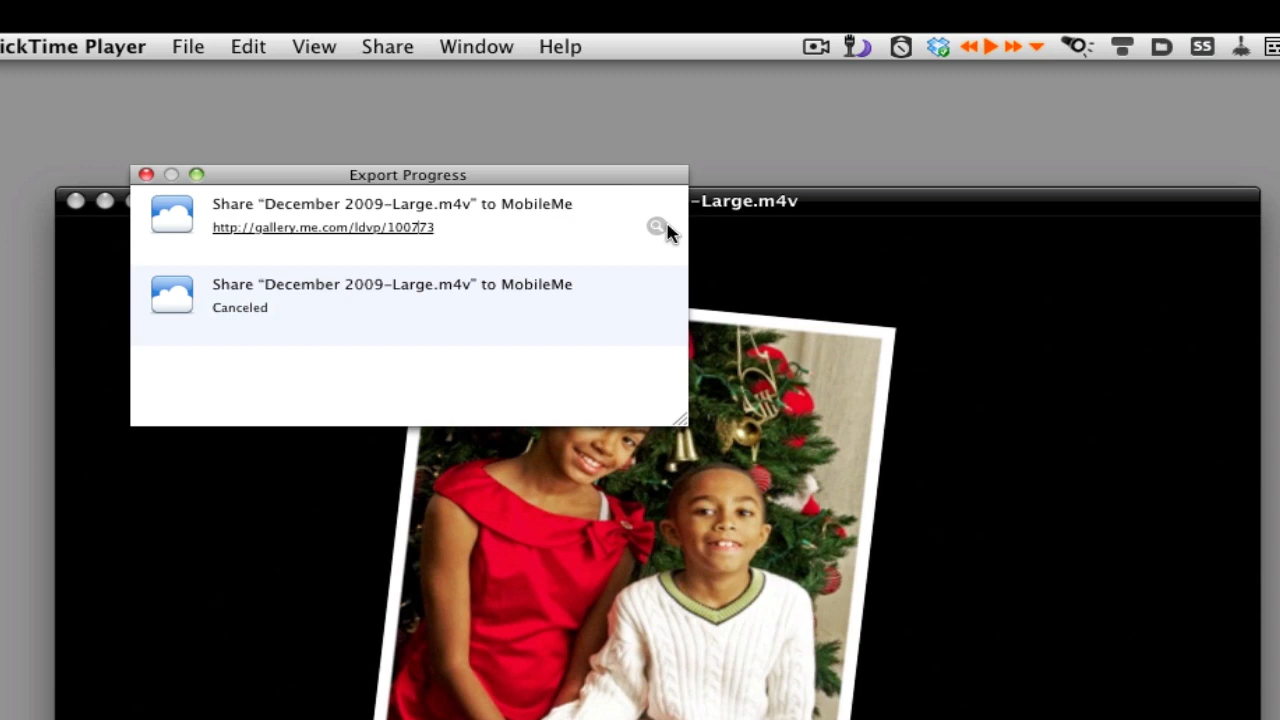 ickTime Player File Edit View Share Window Help
D SS
Export Progress
-Large.m4v
Share “December 2009-Large.m4v” to MobileMe
http://gallery.me.com/ldvp/100773
Share “December 2009-Large.m4v” to MobileMe
Canceled